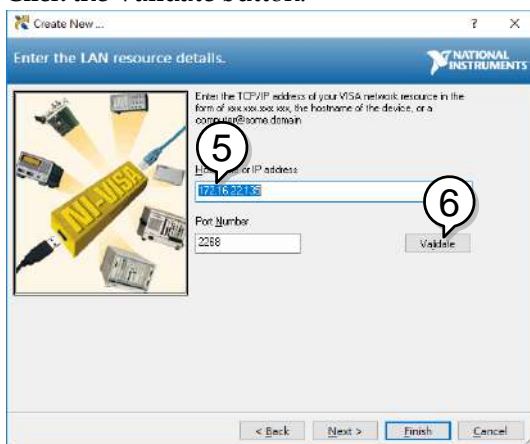 Click the Validate button.
Create New ...
? X
Enter the LAN resource details.
NATIONAL
INSTRUMENTS
Enter the TCP/IP address of your VISA network resource in the
form of xxx.xxx.xxx.xxx, the hostname of the device, or a
computer@some.domain
5
or IP address
172.16.22.135
6
Port Number
2268
Validate
NI-VISA
< Back
Next >
Finish
Cancel